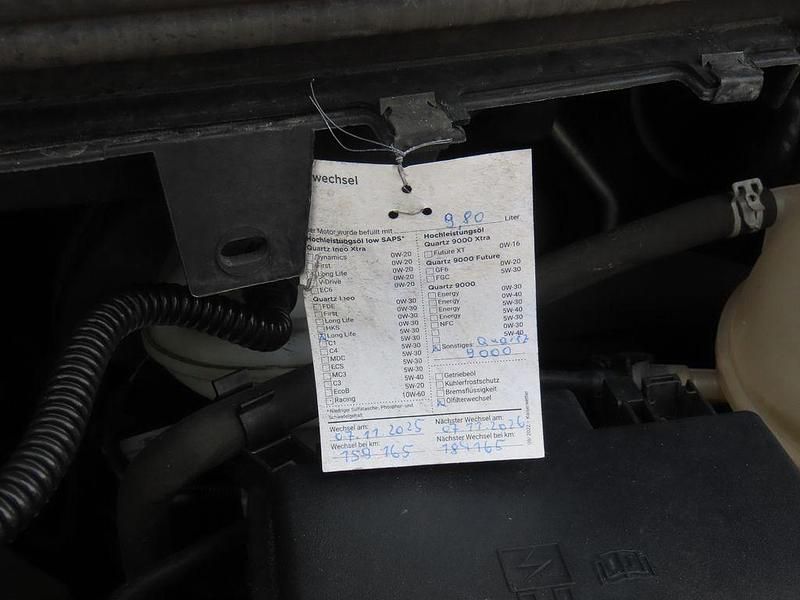 wechsel
er Motor wurde befüllt mit 9,80 Liter
Hochleistungsöl low SAPS*
Quartz Ineo Xtra
Dynamics 0W-20
First 0W-20
Long Life 0W-20
V-Drive 0W-20
EC6
Quartz Ineo
FDE 0W-30
First 0W-30
Long Life 0W-30
HKS 5W-30
Long Life 5W-30
C1 5W-30
C4 5W-30
MDC 5W-30
ECS 5W-30
MC3 5W-30
C3 5W-40
EcoB 5W-20
Racing 10W-60
*Niedriger Sulfatasche-, Phosphor- und
Schwefelgehalt
Hochleistungsöl
Quartz 9000 Xtra
Future XT 0W-16
Quartz 9000 Future
GF6 0W-20
FGC 5W-30
Quartz 9000
Energy 0W-30
Energy 0W-40
Energy 5W-30
Energy 5W-40
NFC 5W-30
5W-40
Sonstiges: Quartz
9000
Getriebeöl
Kühlerfrostschutz
Bremsflüssigkeit
Ölfilterwechsel
Wechsel am: Nächster Wechsel am:
07.11.2025 07.11.2026
Wechsel bei km: Nächster Wechsel bei km:
159 165 184 165